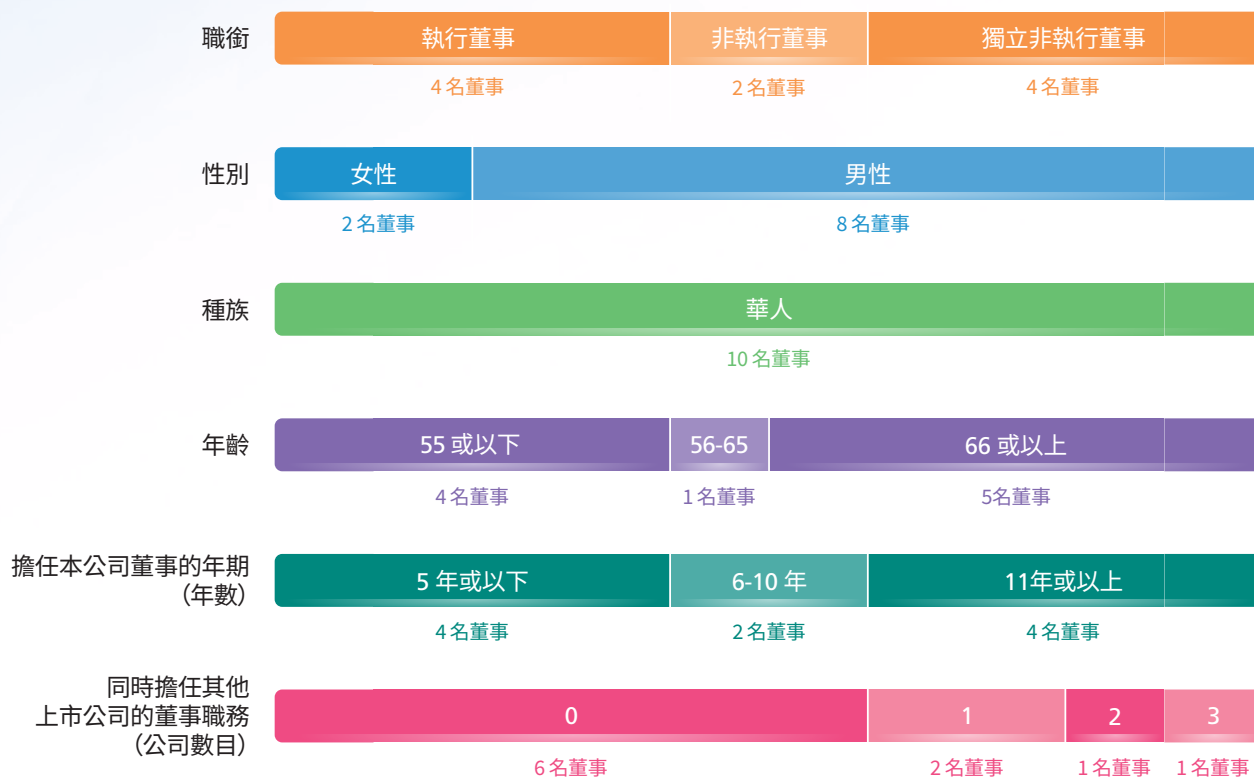 職銜
執行董事 非執行董事 獨立非執行董事
4 名董事 2 名董事 4 名董事
性別
女性 男性
2 名董事 8 名董事
種族
華人
10 名董事
年齡
55 或以下 56-65 66 或以上
4 名董事 1 名董事 5名董事
擔任本公司董事的年期
（年數）
5 年或以下 6-10 年 11年或以上
4 名董事 2 名董事 4 名董事
同時擔任其他
上市公司的董事職務
（公司數目）
0 1 2 3
6 名董事 2 名董事 1 名董事 1 名董事